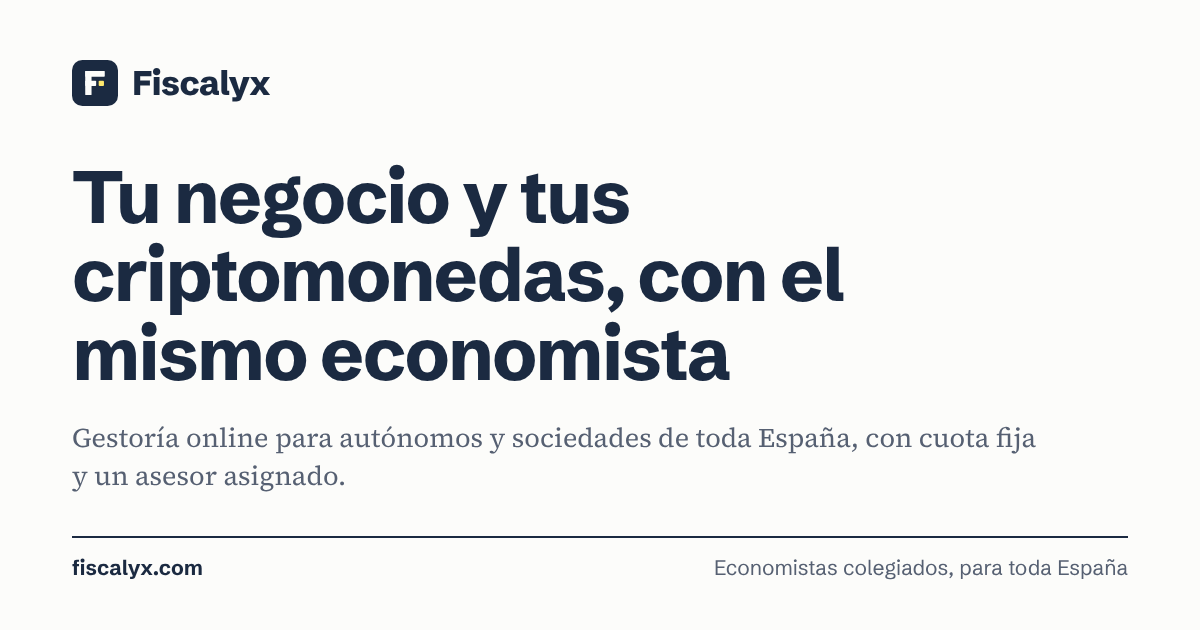 Fiscalyx
Tu negocio y tus
criptomonedas, con el
mismo economista
Gestoría online para autónomos y sociedades de toda España, con cuota fija
y un asesor asignado.
fiscalyx.com
Economistas colegiados, para toda España